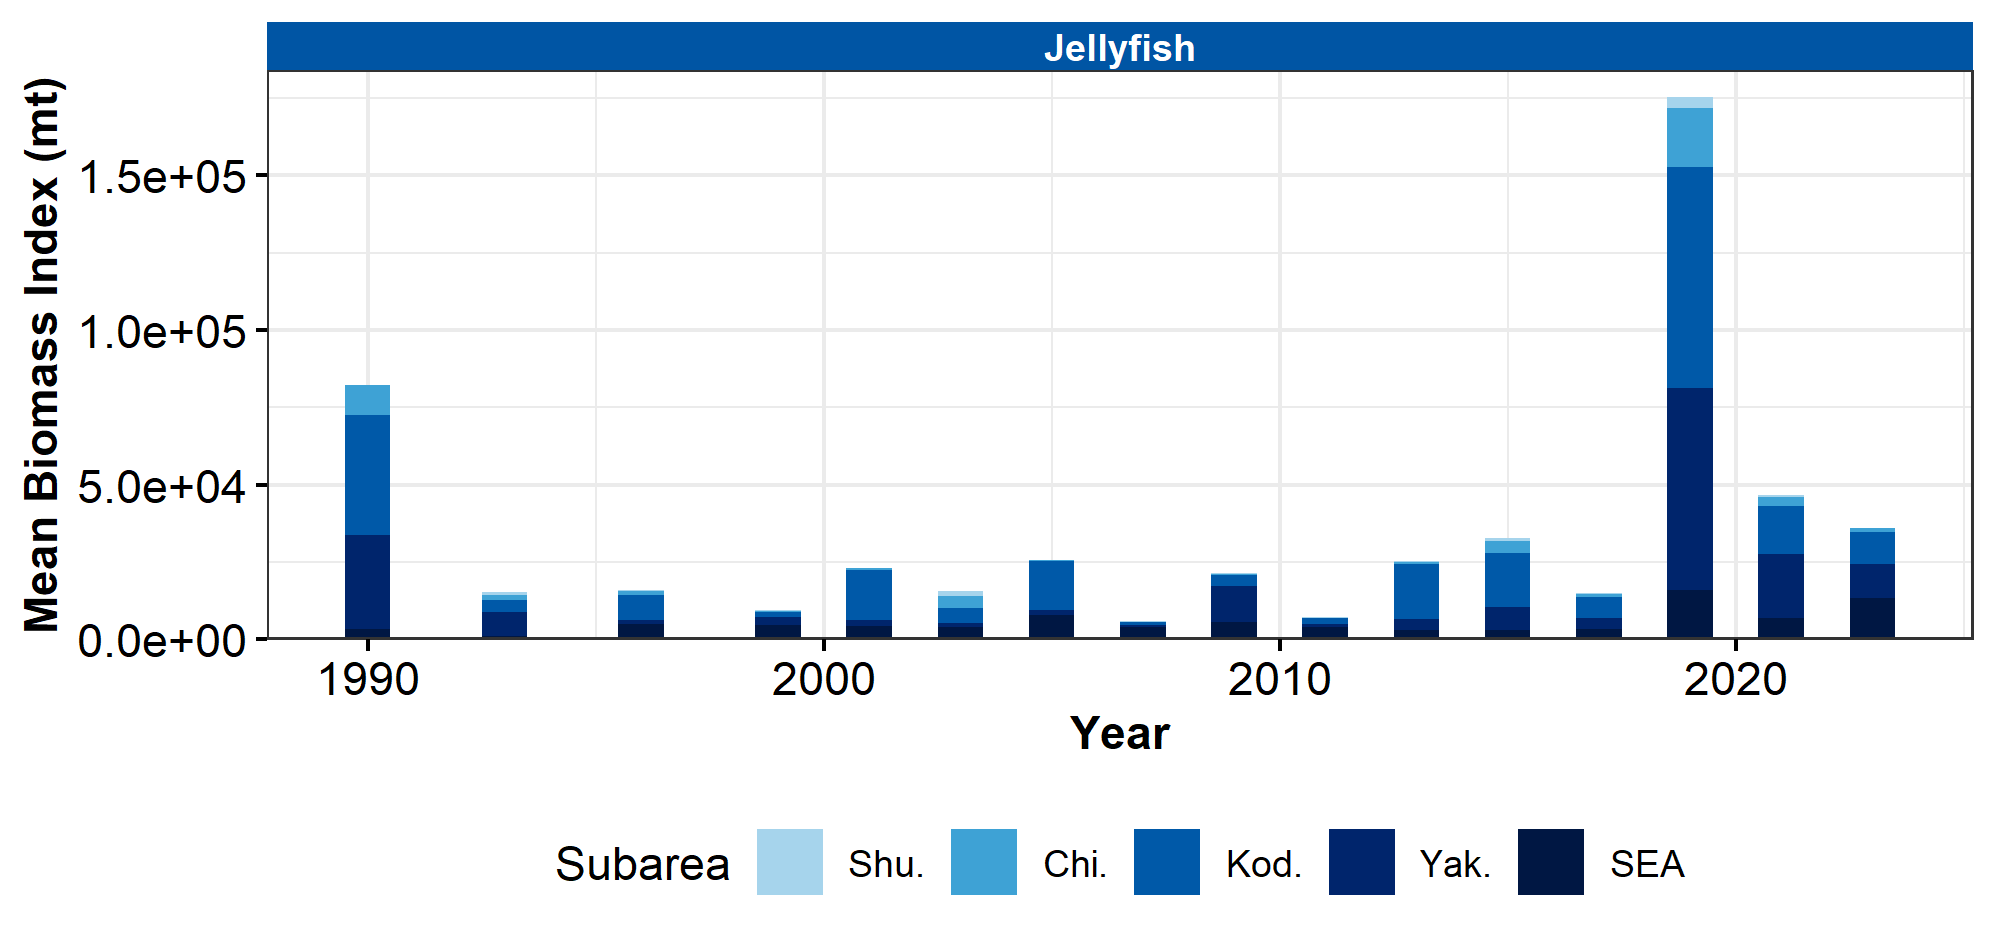 Jellyfish
Mean Biomass Index (mt)
1.5e+05
1.0e+05
5.0e+04
0.0e+00
1990 2000 2010 2020
Year
Subarea Shu. Chi. Kod. Yak. SEA